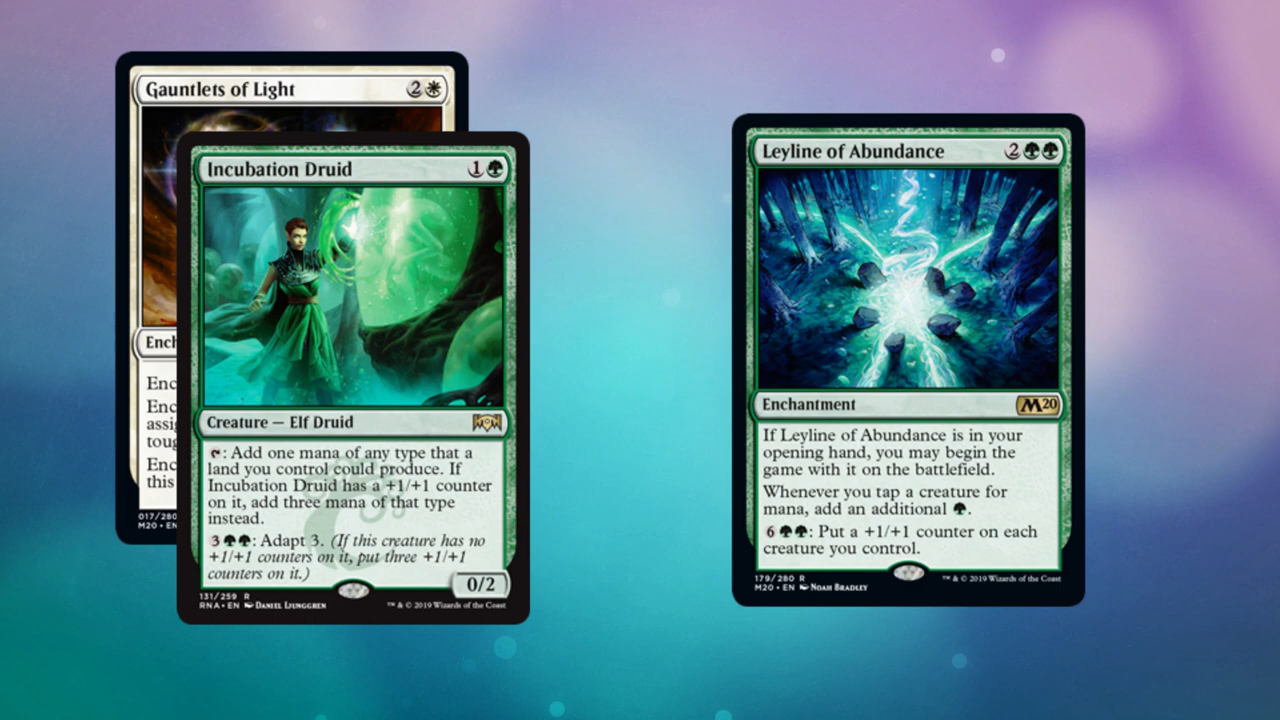 Gauntlets of Light 2
Ench
Enc
Enc
assig
toug
Enc
this
017/280
M20 • EN
Incubation Druid 1
Creature — Elf Druid
: Add one mana of any type that a
land you control could produce. If
Incubation Druid has a +1/+1 counter
on it, add three mana of that type
instead.
3: Adapt 3. (If this creature has no
+1/+1 counters on it, put three +1/+1
counters on it.)
0/2
131/259 R
RNA • EN Daniel Ljunggren ™ & © 2019 Wizards of the Coast
Leyline of Abundance 2
Enchantment M20
If Leyline of Abundance is in your
opening hand, you may begin the
game with it on the battlefield.
Whenever you tap a creature for
mana, add an additional .
6: Put a +1/+1 counter on each
creature you control.
179/280 R
M20 • EN Noah Bradley ™ & © 2019 Wizards of the Coast